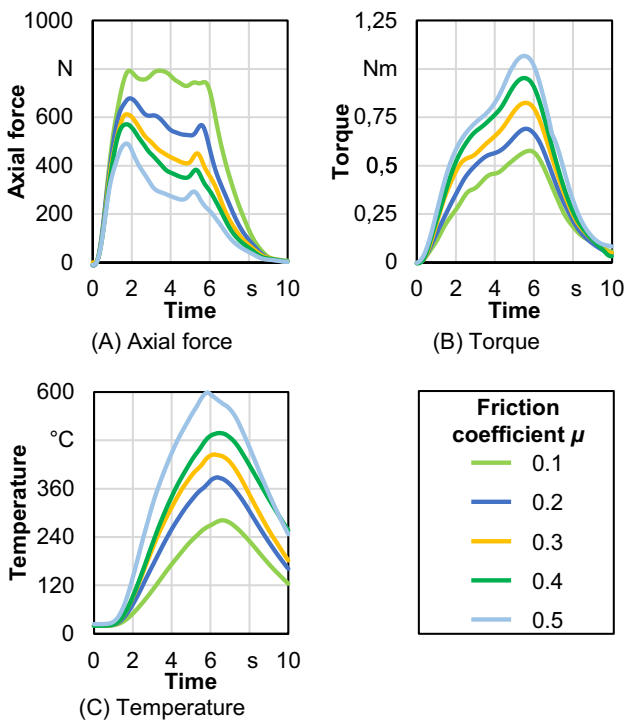 1000
N
600
400
200
0
Axial force
0 2 4 6 s 10
Time
(A) Axial force
1,25
Nm
0,75
0,5
0,25
0
Torque
0 2 4 6 s 10
Time
(B) Torque
600
°C
360
240
120
0
Temperature
0 2 4 6 s 10
Time
(C) Temperature
Friction
coefficient μ
0.1
0.2
0.3
0.4
0.5